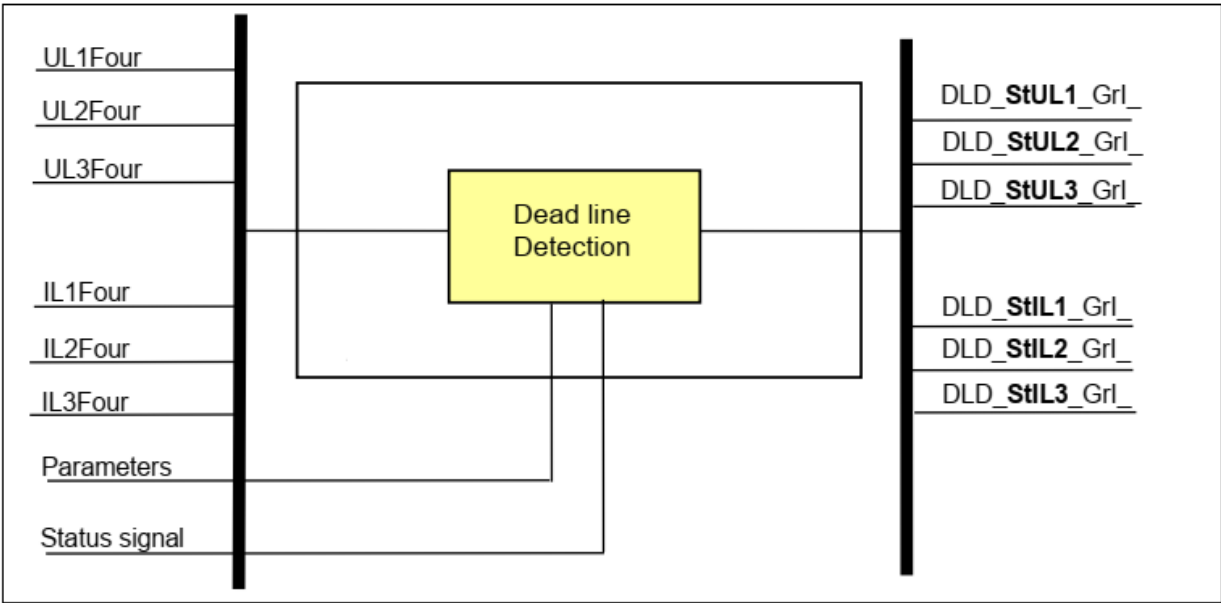 UL1Four
UL2Four
UL3Four
IL1Four
IL2Four
IL3Four
Parameters
Status signal
Dead line
Detection
DLD_StUL1_Grl_
DLD_StUL2_Grl_
DLD_StUL3_Grl_
DLD_StIL1_Grl_
DLD_StIL2_Grl_
DLD_StIL3_Grl_